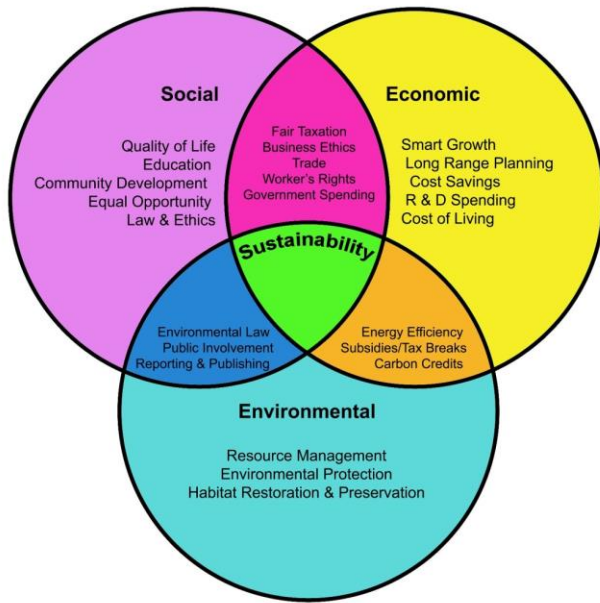 Social
Quality of Life
Education
Community Development
Equal Opportunity
Law & Ethics
Fair Taxation
Business Ethics
Trade
Worker's Rights
Government Spending
Economic
Smart Growth
Long Range Planning
Cost Savings
R & D Spending
Cost of Living
Sustainability
Environmental Law
Public Involvement
Reporting & Publishing
Energy Efficiency
Subsidies/Tax Breaks
Carbon Credits
Environmental
Resource Management
Environmental Protection
Habitat Restoration & Preservation